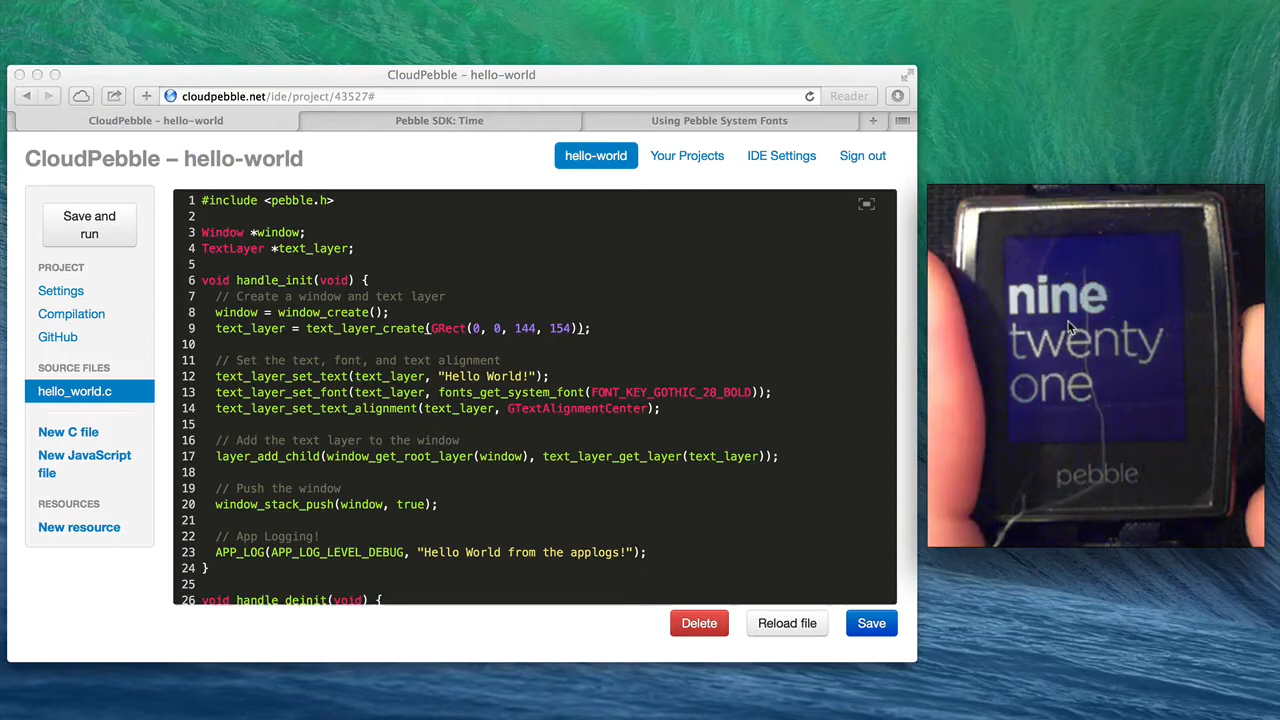 CloudPebble – hello-world
cloudpebble.net/ide/project/43527#
Reader
CloudPebble – hello-world
Pebble SDK: Time
Using Pebble System Fonts
CloudPebble – hello-world
hello-world
Your Projects
IDE Settings
Sign out
Save and
run
PROJECT
Settings
Compilation
GitHub
SOURCE FILES
hello_world.c
New C file
New JavaScript
file
RESOURCES
New resource
1 #include <pebble.h>
2
3 Window *window;
4 TextLayer *text_layer;
5
6 void handle_init(void) {
7 // Create a window and text layer
8 window = window_create();
9 text_layer = text_layer_create(GRect(0, 0, 144, 154));
10
11 // Set the text, font, and text alignment
12 text_layer_set_text(text_layer, "Hello World!");
13 text_layer_set_font(text_layer, fonts_get_system_font(FONT_KEY_GOTHIC_28_BOLD));
14 text_layer_set_text_alignment(text_layer, GTextAlignmentCenter);
15
16 // Add the text layer to the window
17 layer_add_child(window_get_root_layer(window), text_layer_get_layer(text_layer));
18
19 // Push the window
20 window_stack_push(window, true);
21
22 // App Logging!
23 APP_LOG(APP_LOG_LEVEL_DEBUG, "Hello World from the applogs!");
24 }
25
26 void handle_deinit(void) {
Delete
Reload file
Save
nine
twenty
one
pebble